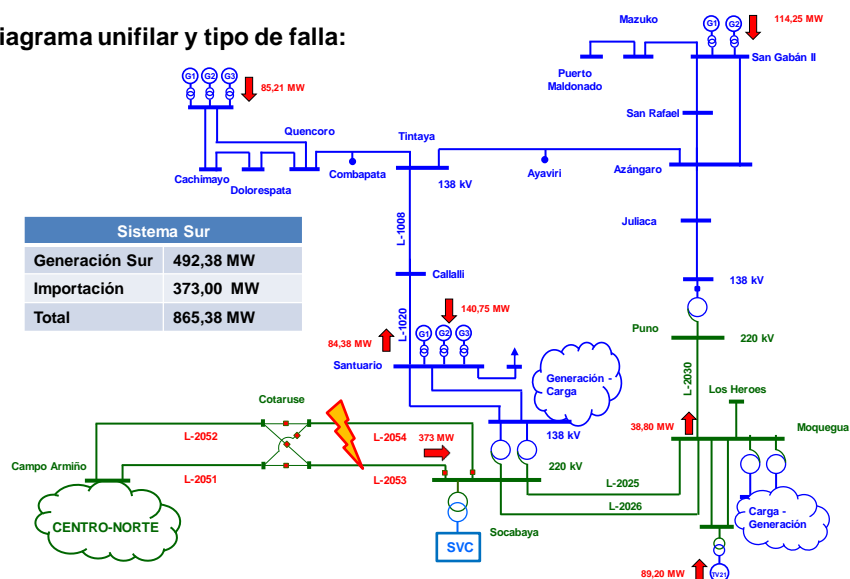 iagrama unifilar y tipo de falla:
Mazuko
G1 G2
114,25 MW
San Gabán II
Puerto
Maldonado
G1 G2 G3
85,21 MW
San Rafael
Quencoro
Tintaya
Cachimayo
Dolorespata
Combapata
138 kV
Ayaviri
Azángaro
Sistema Sur
Generación Sur 492,38 MW
Importación 373,00 MW
Total 865,38 MW
L-1008
Juliaca
Callalli
138 kV
L-1020
140,75 MW
84,38 MW
G1 G2 G3
Santuario
Puno
220 kV
Generación -
Carga
L-2030
Los Heroes
Cotaruse
L-2052
L-2054
373 MW
138 kV
38,80 MW
Moquegua
Campo Armiño
L-2051
L-2053
220 kV
L-2025
L-2026
CENTRO-NORTE
Socabaya
SVC
Carga -
Generación
89,20 MW
TV21